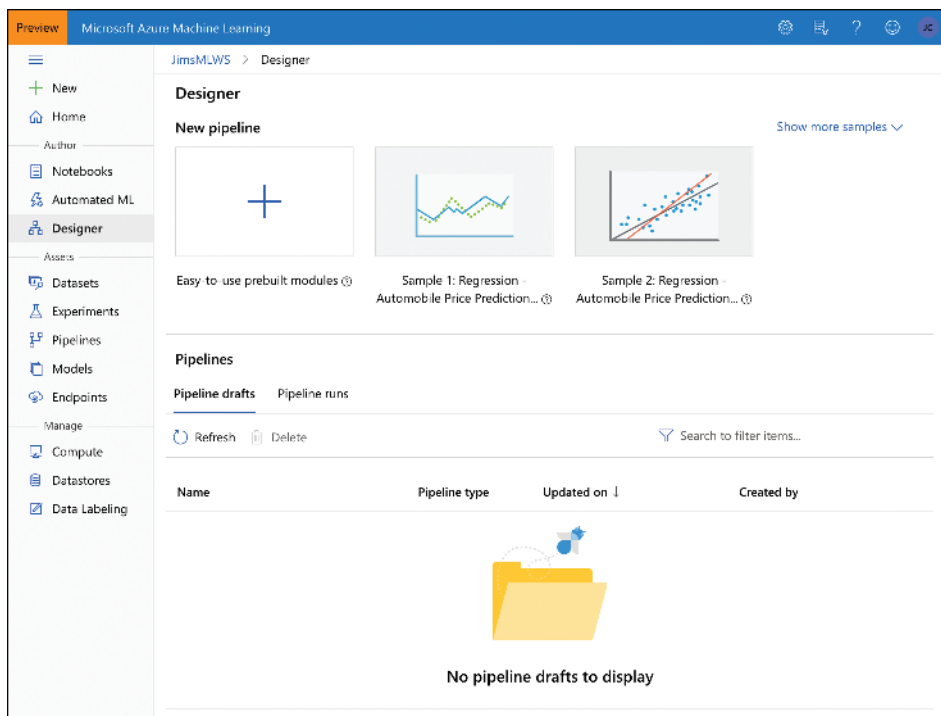 Preview Microsoft Azure Machine Learning ? JC
JimsMLWS > Designer
New
Home
Author
Notebooks
Automated ML
Designer
Assets
Datasets
Experiments
Pipelines
Models
Endpoints
Manage
Compute
Datastores
Data Labeling
Designer
New pipeline
Show more samples
Easy-to-use prebuilt modules
Sample 1: Regression -
Automobile Price Prediction...
Sample 2: Regression -
Automobile Price Prediction...
Pipelines
Pipeline drafts Pipeline runs
Refresh Delete Search to filter items...
Name Pipeline type Updated on ↓ Created by
No pipeline drafts to display